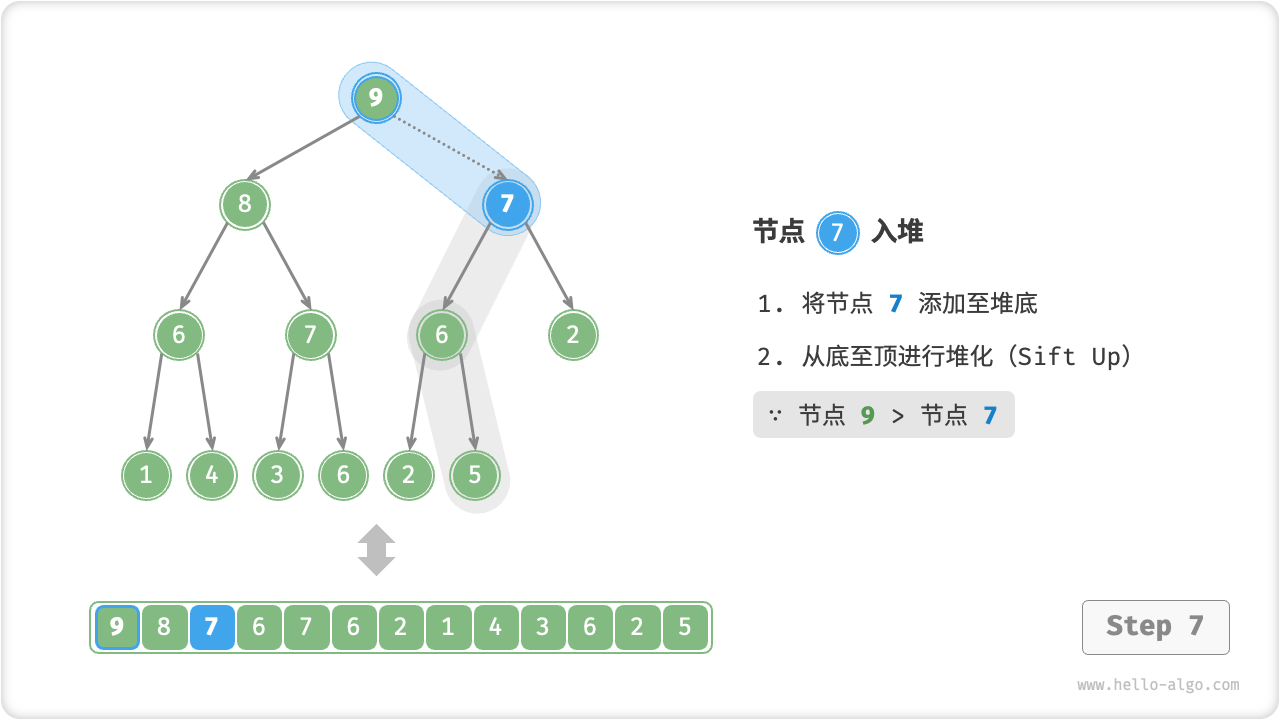 9
8 7
6 7 6 2
1 4 3 6 2 5
节点 7 入堆
1. 将节点 7 添加至堆底
2. 从底至顶进行堆化（Sift Up）
∵ 节点 9 > 节点 7
9 8 7 6 7 6 2 1 4 3 6 2 5
Step 7
www.hello-algo.com